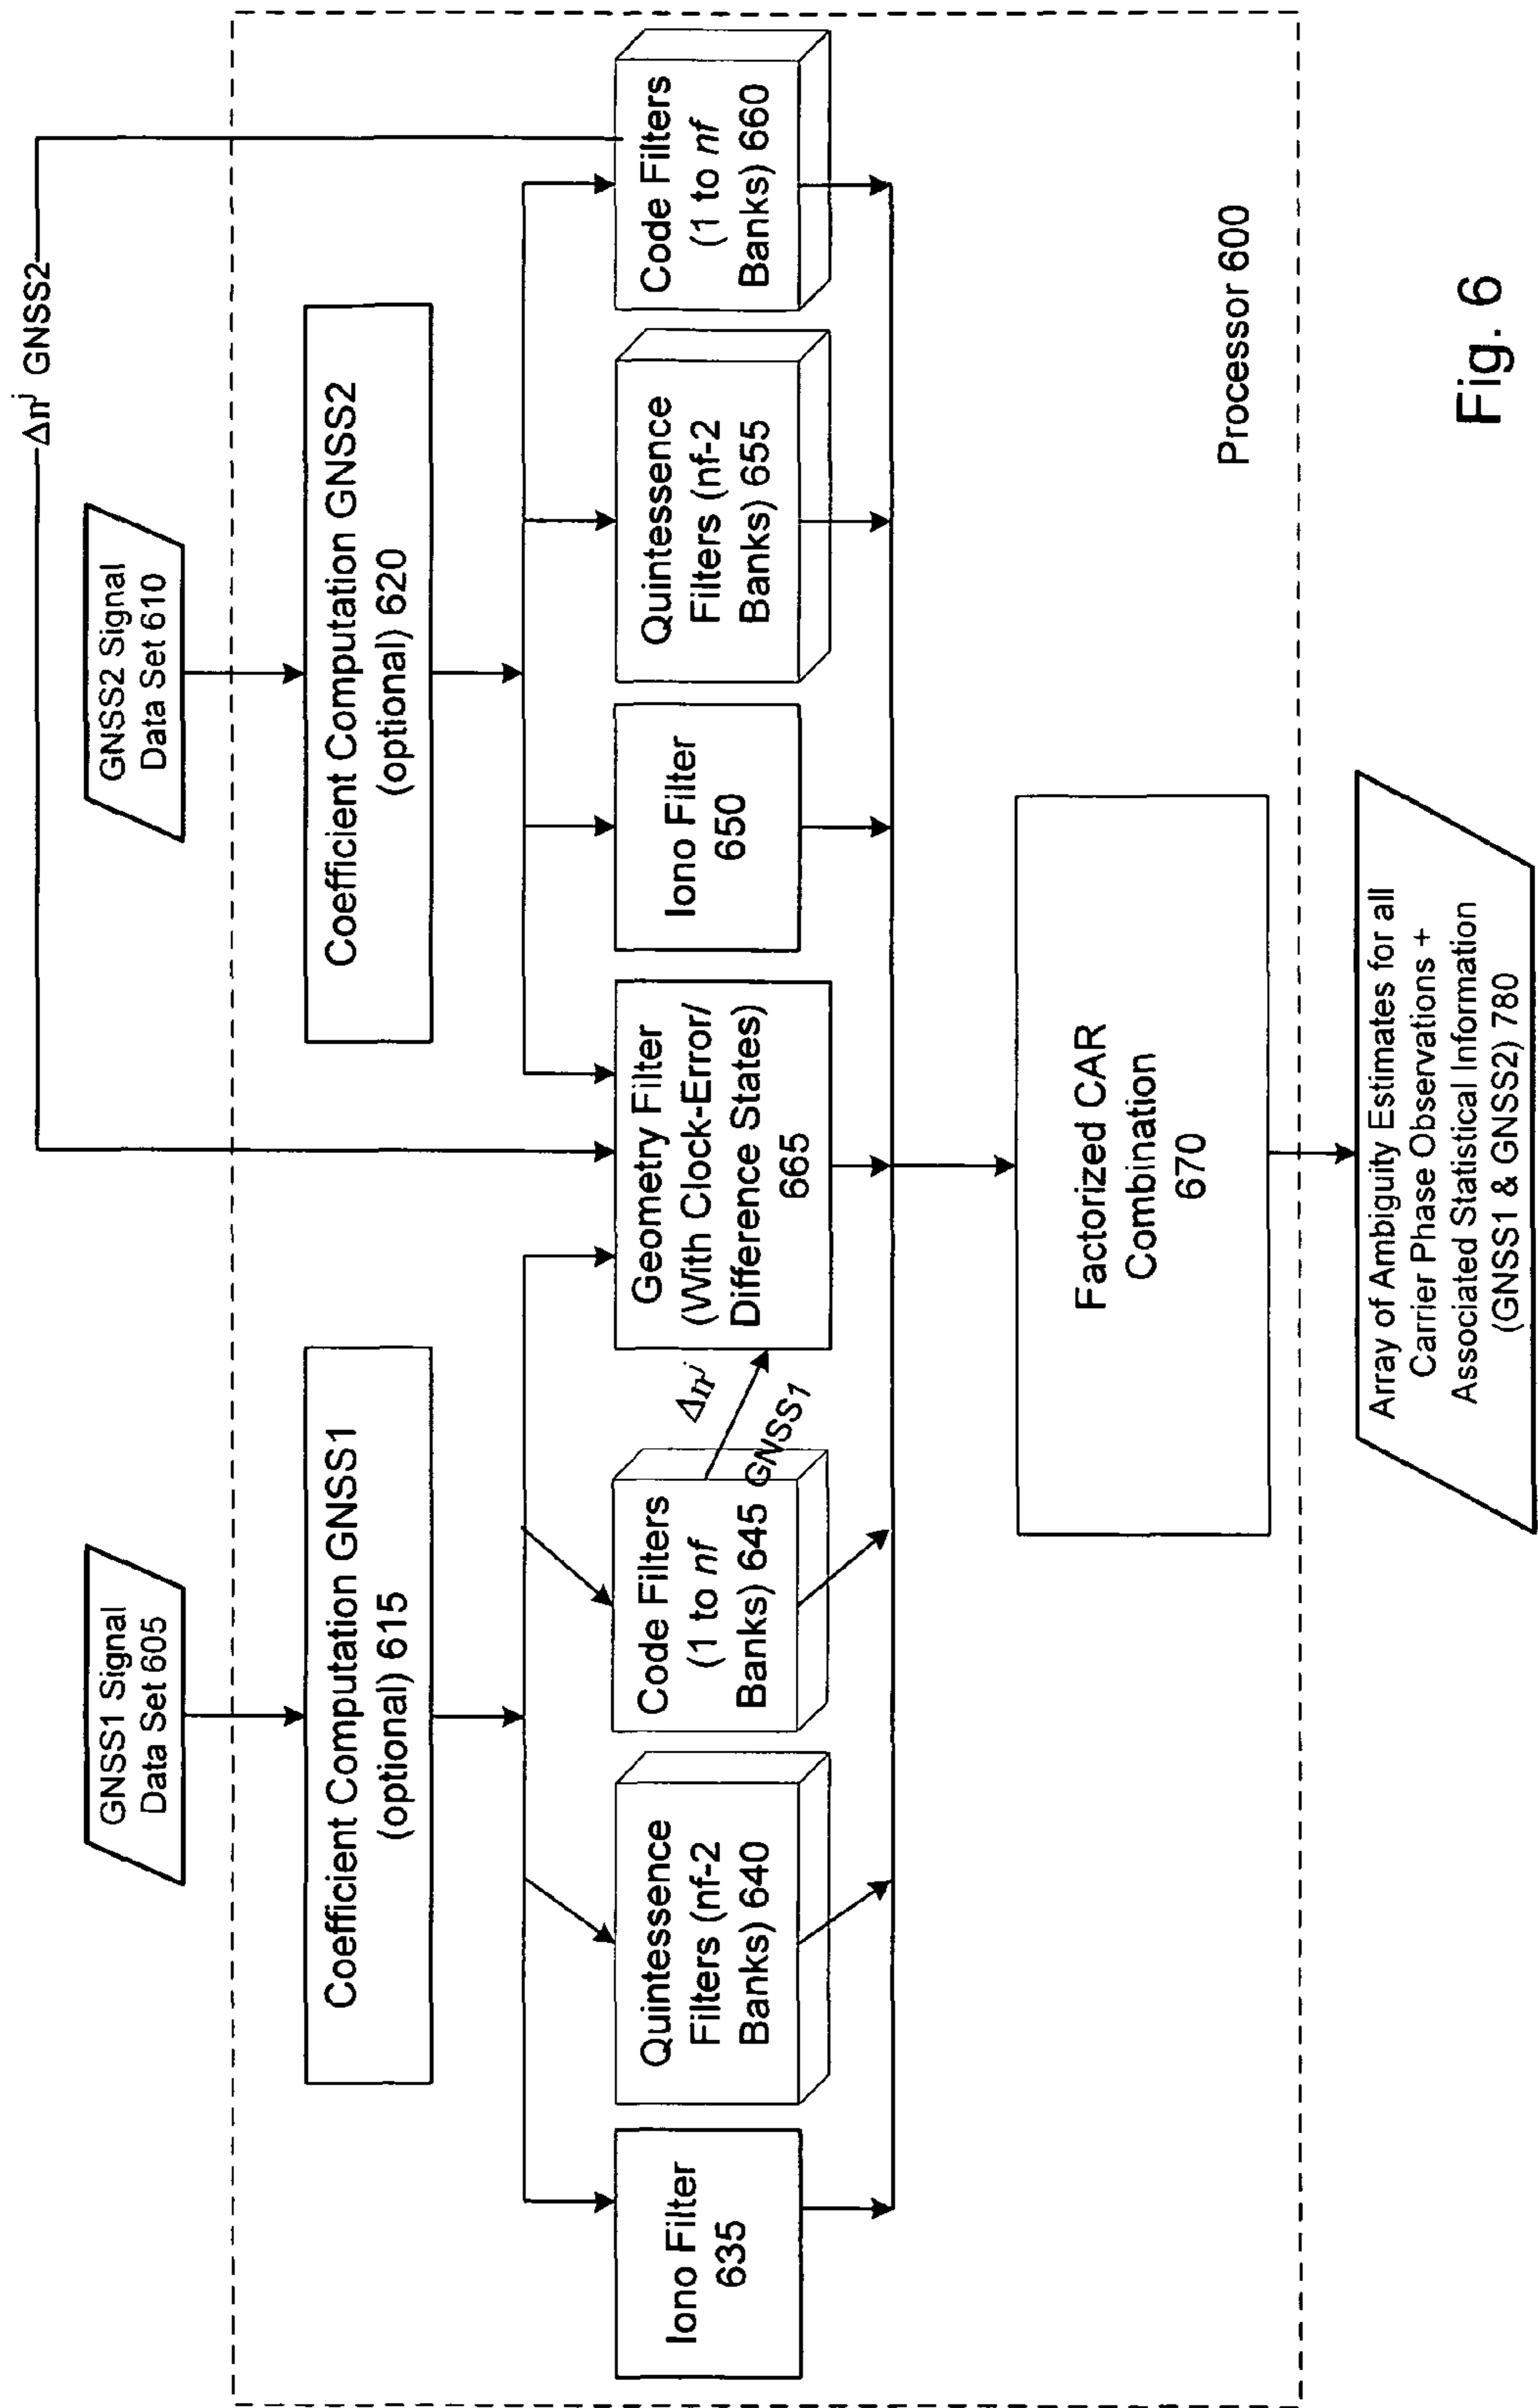 GNSS1 Signal
Data Set 605
GNSS2 Signal
Data Set 610
Δnʲ GNSS2
Coefficient Computation GNSS1
(optional) 615
Coefficient Computation GNSS2
(optional) 620
Iono Filter
635
Quintessence
Filters (nf-2
Banks) 640
Code Filters
(1 to nf
Banks) 645
Δnʲ
GNSS1
Geometry Filter
(With Clock-Error/
Difference States)
665
Iono Filter
650
Quintessence
Filters (nf-2
Banks) 655
Code Filters
(1 to nf
Banks) 660
Factorized CAR
Combination
670
Processor 600
Array of Ambiguity Estimates for all
Carrier Phase Observations +
Associated Statistical Information
(GNSS1 & GNSS2) 780
Fig. 6